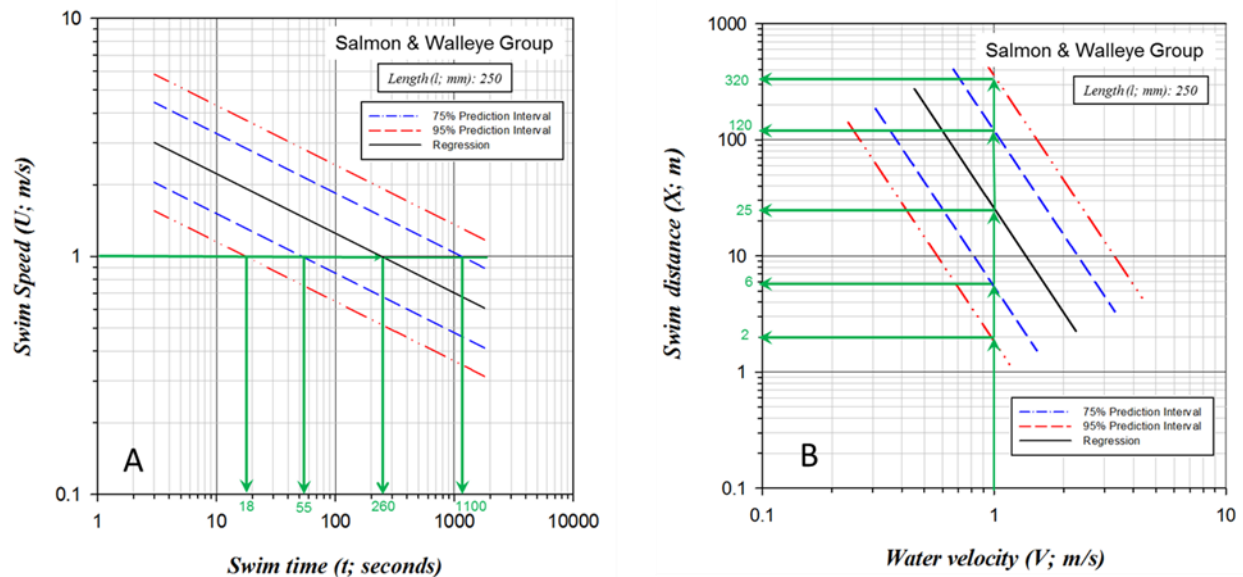 10
1
0.1
Swim Speed (U; m/s)
Salmon & Walleye Group
Length (l; mm): 250
75% Prediction Interval
95% Prediction Interval
Regression
A
18
55
260
1100
1
10
100
1000
10000
Swim time (t; seconds)
1000
320
120
100
25
10
6
2
1
0.1
Swim distance (X; m)
Salmon & Walleye Group
Length (l; mm): 250
75% Prediction Interval
95% Prediction Interval
Regression
B
0.1
1
10
Water velocity (V; m/s)